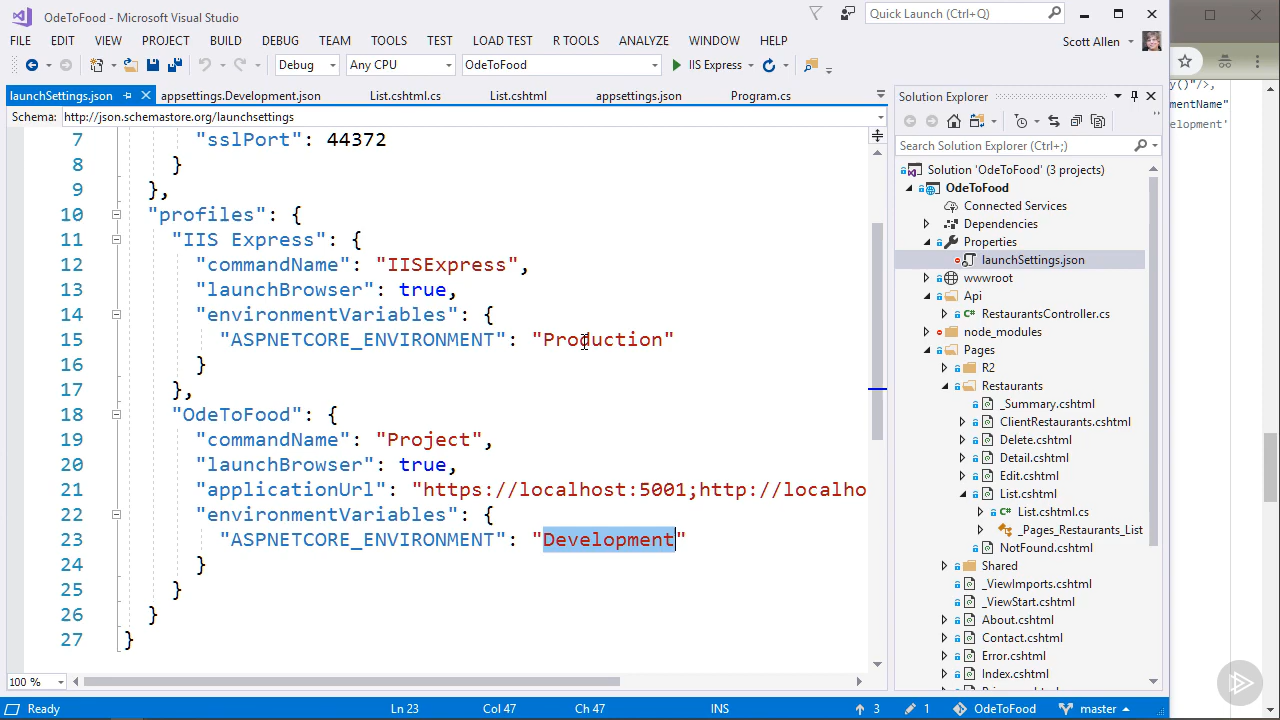 OdeToFood - Microsoft Visual Studio
Quick Launch (Ctrl+Q)
FILE EDIT VIEW PROJECT BUILD DEBUG TEAM TOOLS TEST LOAD TEST R TOOLS ANALYZE WINDOW HELP
Scott Allen
Debug Any CPU OdeToFood IIS Express
launchSettings.json appsettings.Development.json List.cshtml.cs List.cshtml appsettings.json Program.cs
Schema: http://json.schemastore.org/launchsettings
7 "sslPort": 44372
8 }
9 },
10 "profiles": {
11 "IIS Express": {
12 "commandName": "IISExpress",
13 "launchBrowser": true,
14 "environmentVariables": {
15 "ASPNETCORE_ENVIRONMENT": "Production"
16 }
17 },
18 "OdeToFood": {
19 "commandName": "Project",
20 "launchBrowser": true,
21 "applicationUrl": "https://localhost:5001;http://localho
22 "environmentVariables": {
23 "ASPNETCORE_ENVIRONMENT": "Development"
24 }
25 }
26 }
27 }
100 %
Solution Explorer
Search Solution Explorer (Ctrl+;)
Solution 'OdeToFood' (3 projects)
OdeToFood
Connected Services
Dependencies
Properties
launchSettings.json
wwwroot
Api
RestaurantsController.cs
node_modules
Pages
R2
Restaurants
_Summary.cshtml
ClientRestaurants.cshtml
Delete.cshtml
Detail.cshtml
Edit.cshtml
List.cshtml
List.cshtml.cs
_Pages_Restaurants_List
NotFound.cshtml
Shared
_ViewImports.cshtml
_ViewStart.cshtml
About.cshtml
Contact.cshtml
Error.cshtml
Index.cshtml
y()"/>,
mentName"
elopment'
Ready Ln 23 Col 47 Ch 47 INS 3 1 OdeToFood master